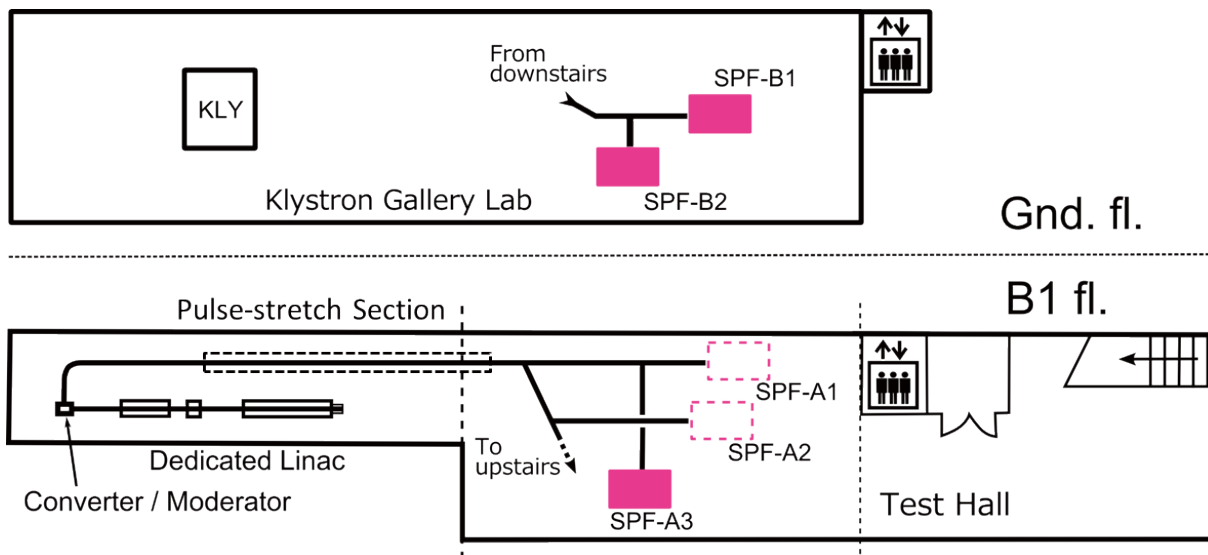 From
downstairs
SPF-B1
KLY
SPF-B2
Klystron Gallery Lab
Gnd. fl.
B1 fl.
Pulse-stretch Section
SPF-A1
SPF-A2
To
upstairs
Dedicated Linac
Converter / Moderator
SPF-A3
Test Hall